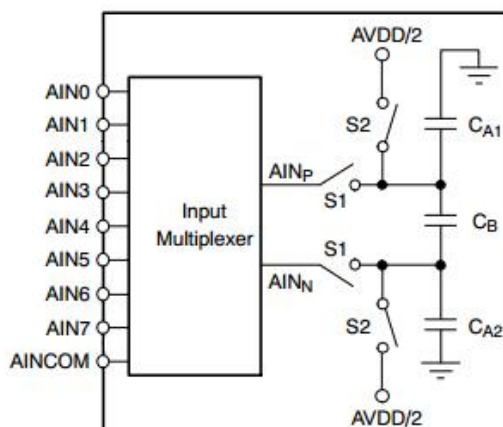 AVDD/2
AIN0
AIN1
AIN2
AIN3
AIN4
AIN5
AIN6
AIN7
AINCOM
Input
Multiplexer
AINP
S1
S2
CA1
CB
S1
AINN
S2
CA2
AVDD/2